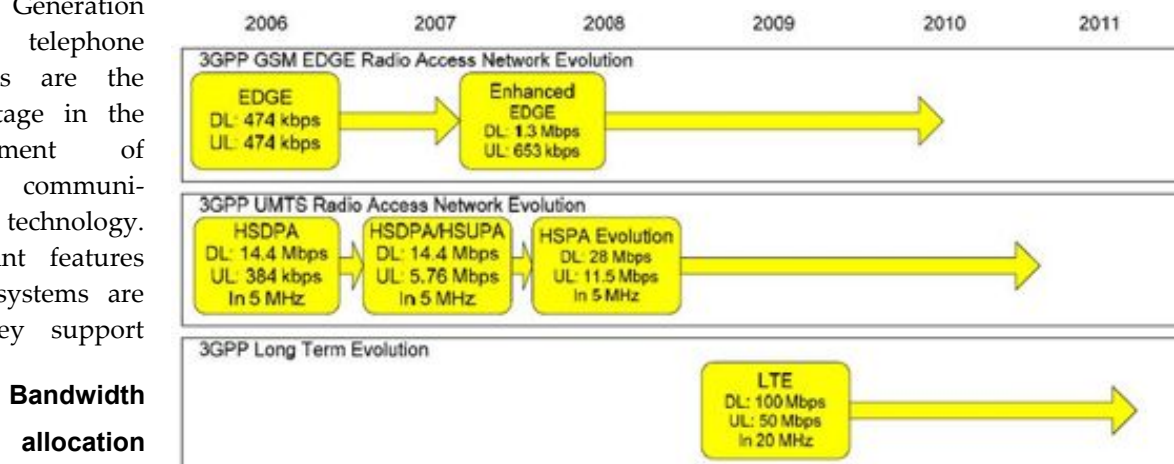 Generation
telephone
s are the
tage in the
ment of
communi-
technology.
nt features
systems are
ey support
Bandwidth
allocation
2006 2007 2008 2009 2010 2011
3GPP GSM EDGE Radio Access Network Evolution
EDGE
DL: 474 kbps
UL: 474 kbps
Enhanced
EDGE
DL: 1.3 Mbps
UL: 653 kbps
3GPP UMTS Radio Access Network Evolution
HSDPA
DL: 14.4 Mbps
UL: 384 kbps
In 5 MHz
HSDPA/HSUPA
DL: 14.4 Mbps
UL: 5.76 Mbps
In 5 MHz
HSPA Evolution
DL: 28 Mbps
UL: 11.5 Mbps
In 5 MHz
3GPP Long Term Evolution
LTE
DL: 100 Mbps
UL: 50 Mbps
In 20 MHz